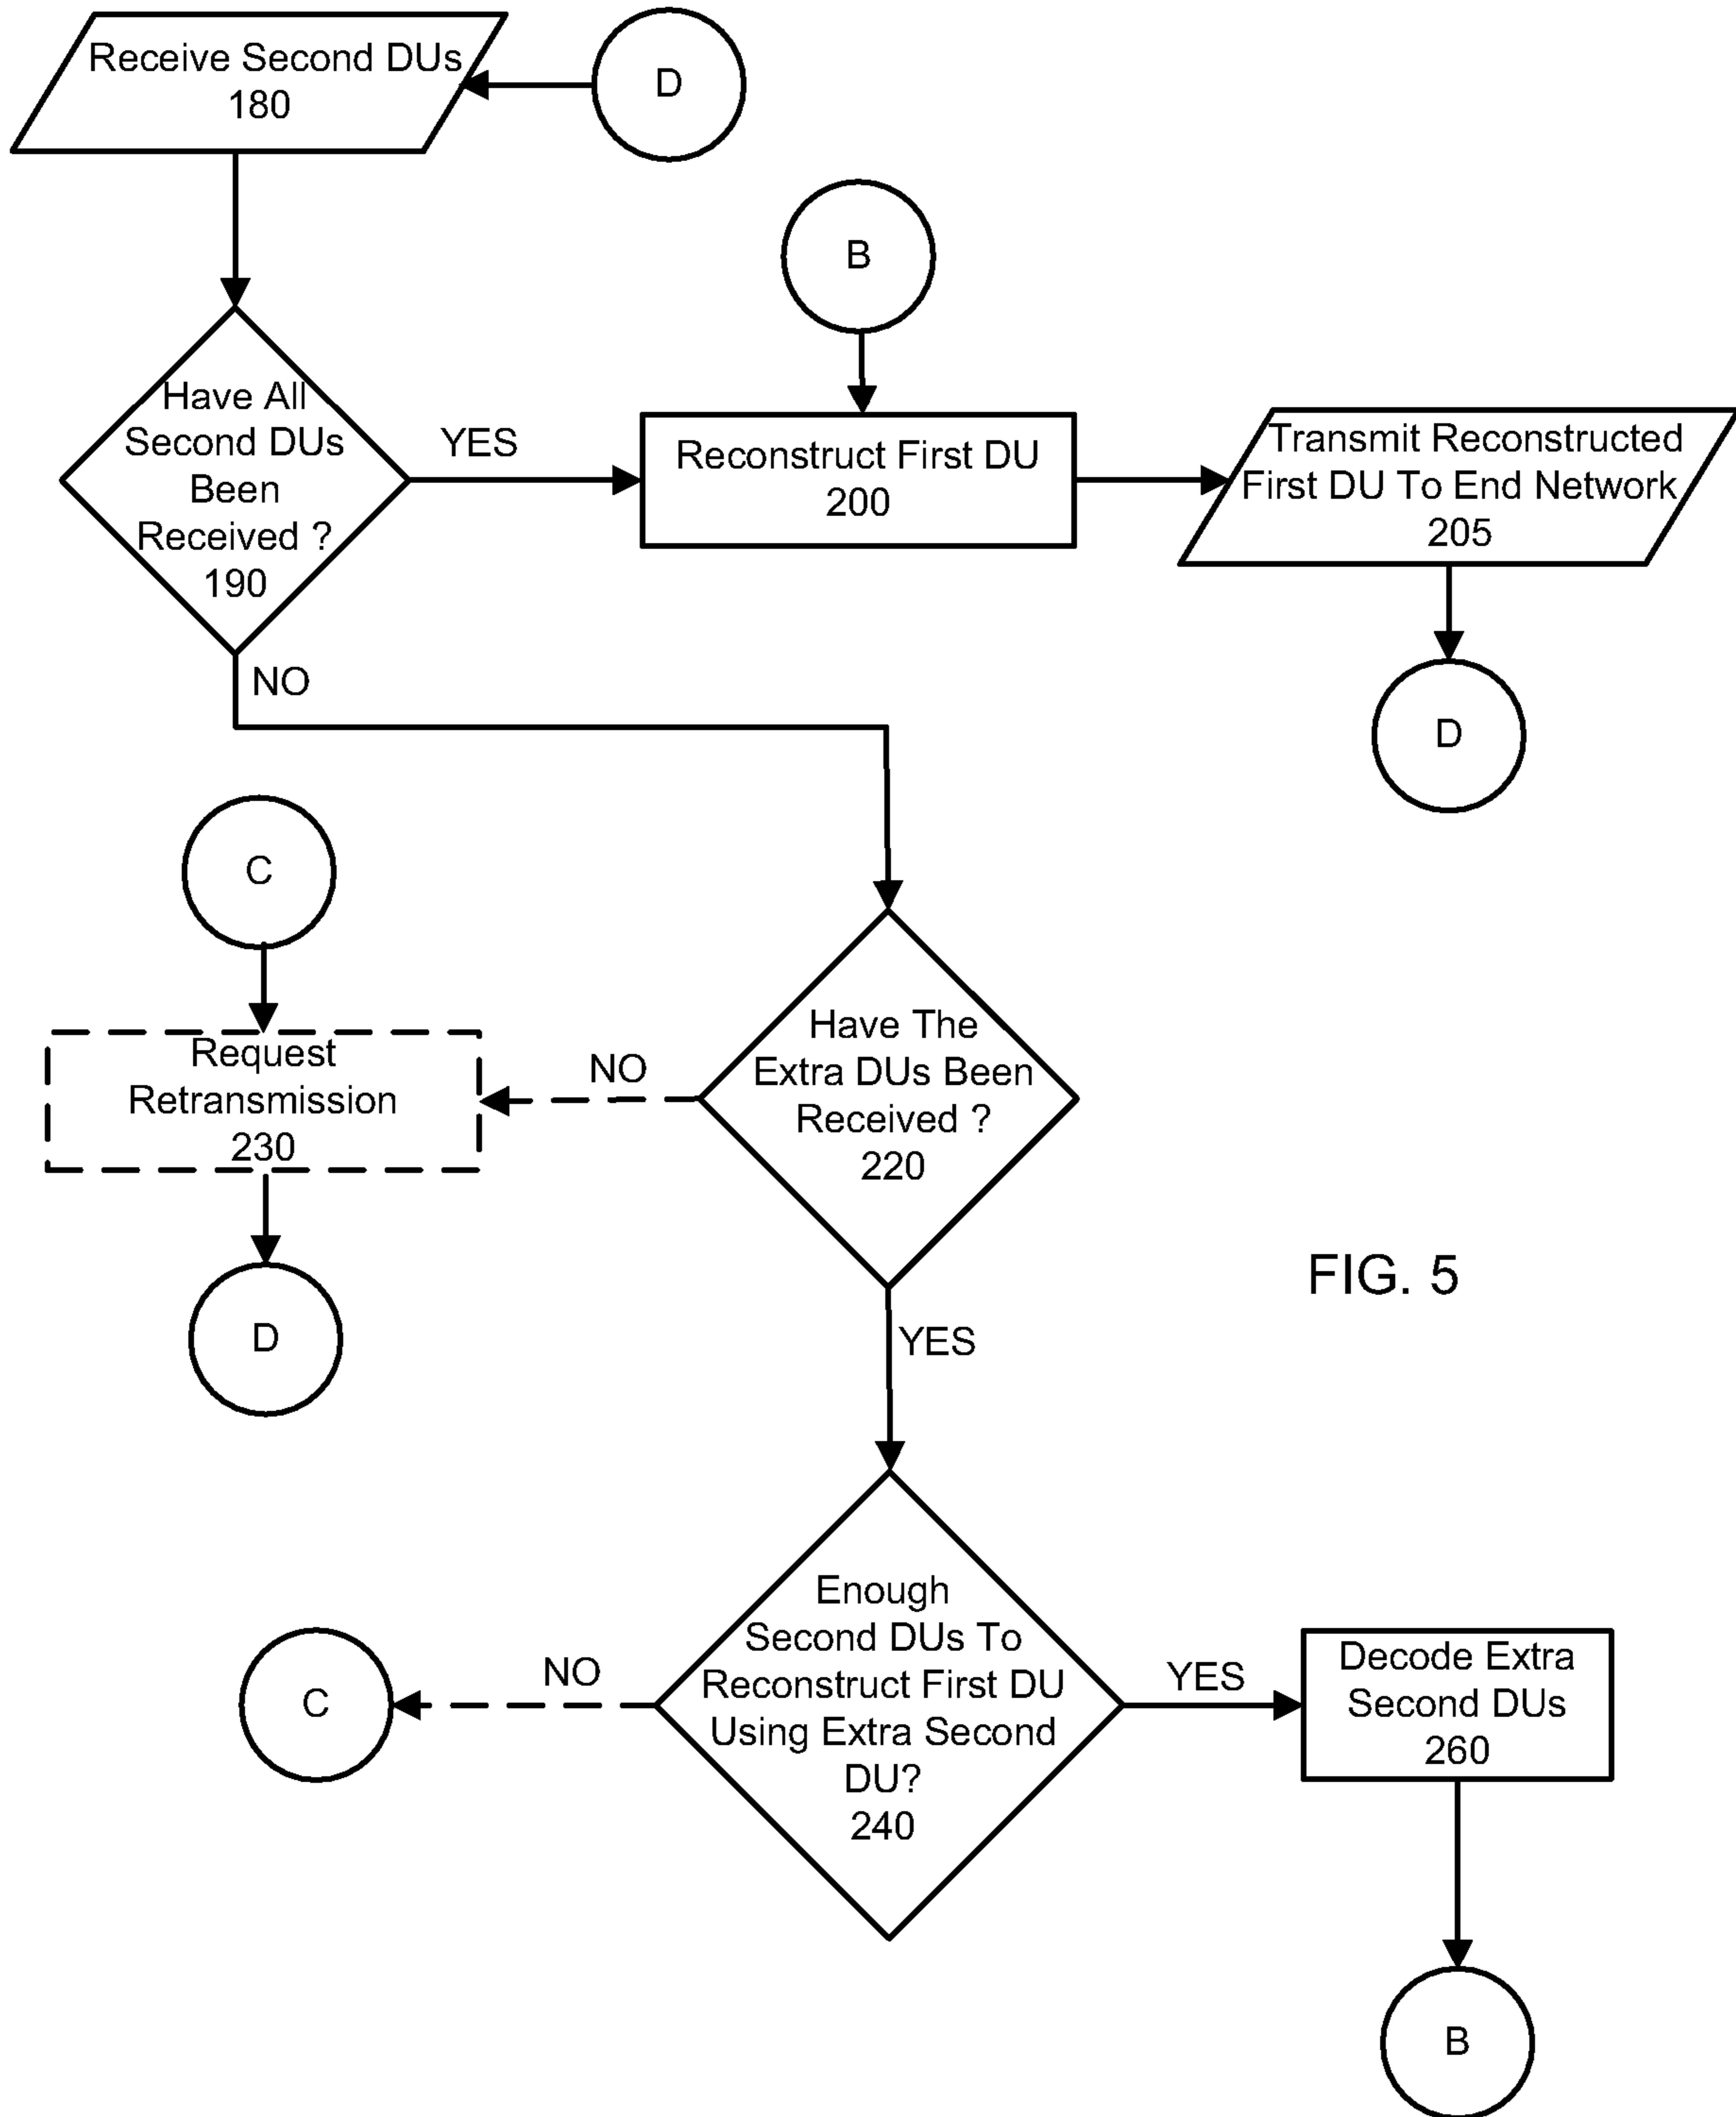 Receive Second DUs
180
D
B
Have All
Second DUs
Been
Received ?
190
YES
Reconstruct First DU
200
Transmit Reconstructed
First DU To End Network
205
NO
D
C
Request
Retransmission
230
NO
Have The
Extra DUs Been
Received ?
220
D
FIG. 5
YES
Enough
Second DUs To
Reconstruct First DU
Using Extra Second
DU?
240
NO
C
YES
Decode Extra
Second DUs
260
B